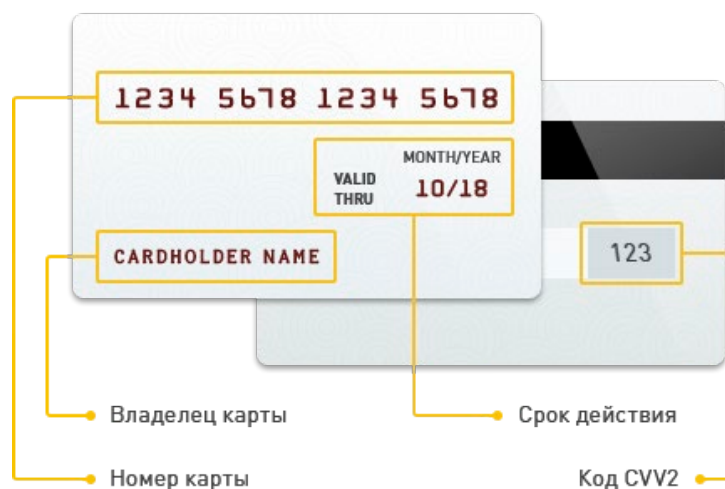 1234 5678 1234 5678
MONTH/YEAR
VALID THRU 10/18
CARDHOLDER NAME
123
Владелец карты
Срок действия
Номер карты
Код CVV2